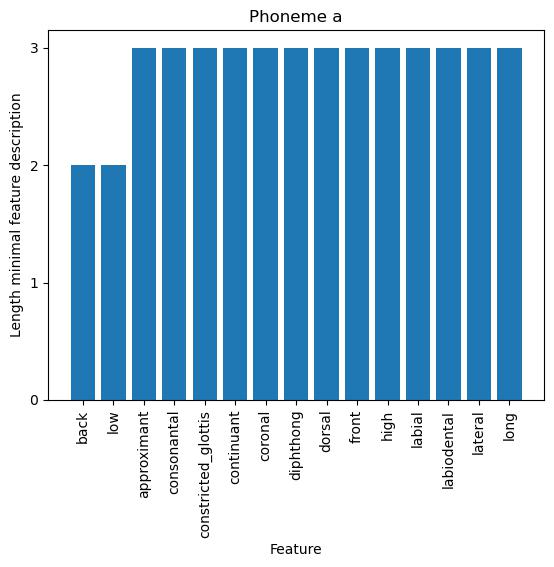 Phoneme a
Length minimal feature description
3
2
1
0
back
low
approximant
consonantal
constricted_glottis
continuant
coronal
diphthong
dorsal
front
high
labial
labiodental
lateral
long
Feature